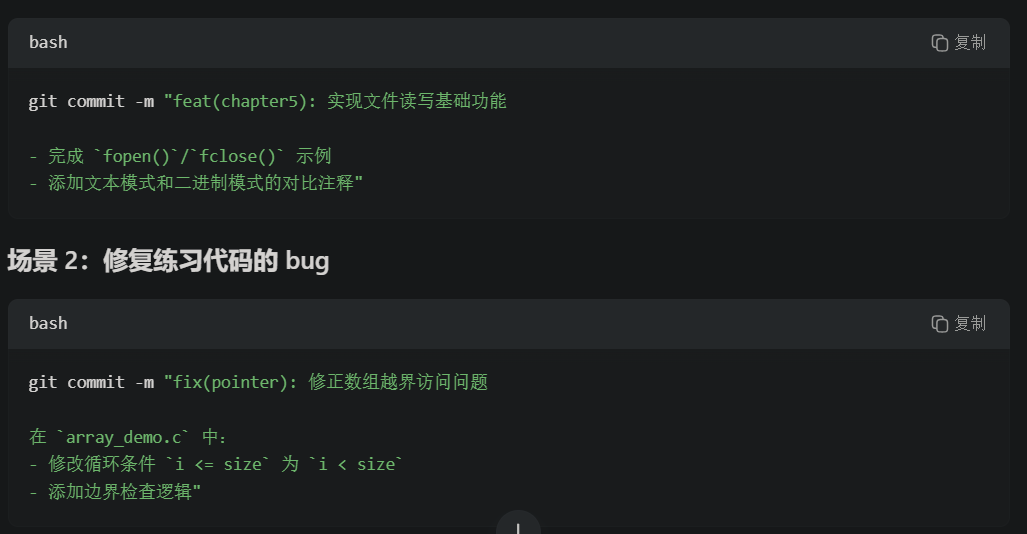 bash
复制
git commit -m "feat(chapter5): 实现文件读写基础功能
- 完成 `fopen()`/`fclose()` 示例
- 添加文本模式和二进制模式的对比注释"
场景 2：修复练习代码的 bug
bash
复制
git commit -m "fix(pointer): 修正数组越界访问问题
在 `array_demo.c` 中：
- 修改循环条件 `i <= size` 为 `i < size`
- 添加边界检查逻辑"